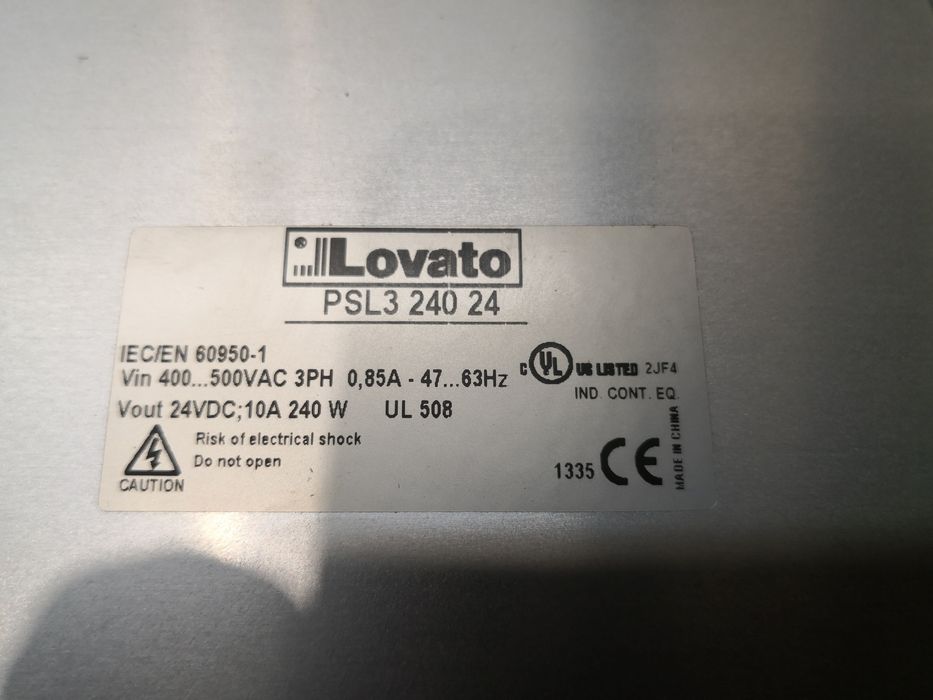 Lovato
PSL3 240 24
IEC/EN 60950-1
Vin 400...500VAC 3PH 0,85A - 47...63Hz
Vout 24VDC;10A 240 W UL 508
C UL US LISTED 2JF4
IND. CONT. EQ.
Risk of electrical shock
Do not open
CAUTION
1335 CE
MADE IN CHINA